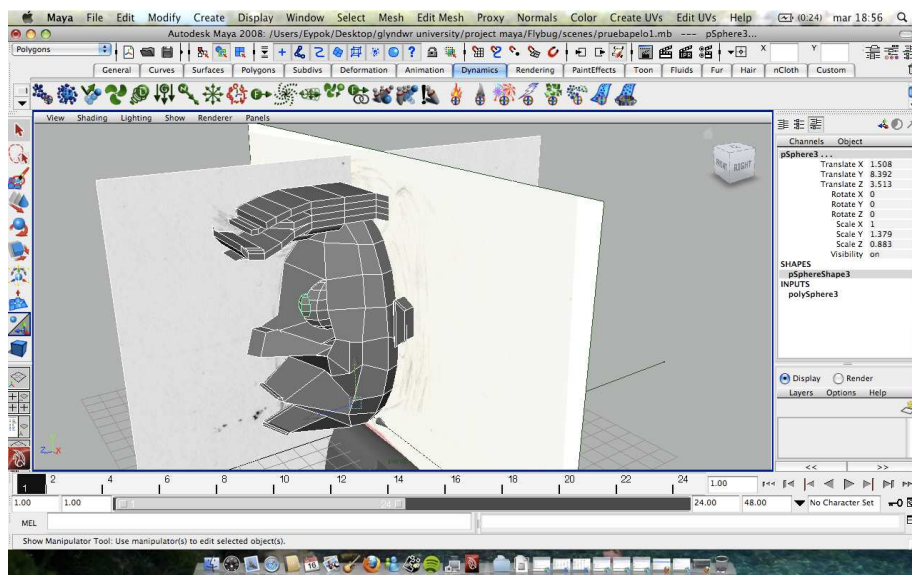 Maya File Edit Modify Create Display Window Select Mesh Edit Mesh Proxy Normals Color Create UVs Edit UVs Help (0:24) mar 18:56
Autodesk Maya 2008: /Users/Eypok/Desktop/glyndwr university/project maya/Flybug/scenes/pruebapelo1.mb --- pSphere3...
Polygons X Y
General Curves Surfaces Polygons Subdivs Deformation Animation Dynamics Rendering PaintEffects Toon Fluids Fur Hair nCloth Custom
View Shading Lighting Show Renderer Panels
RIGHT
Channels Object
pSphere3 ...
Translate X 1.508
Translate Y 8.392
Translate Z 3.513
Rotate X 0
Rotate Y 0
Rotate Z 0
Scale X 1
Scale Y 1.379
Scale Z 0.883
Visibility on
SHAPES
pSphereShape3
INPUTS
polySphere3
Display Render
Layers Options Help
<< >>
Z X
1 2 4 6 8 10 12 14 16 18 20 22 24 1.00
1.00 1.00 1 24 24.00 48.00 No Character Set
MEL
Show Manipulator Tool: Use manipulator(s) to edit selected object(s).
16